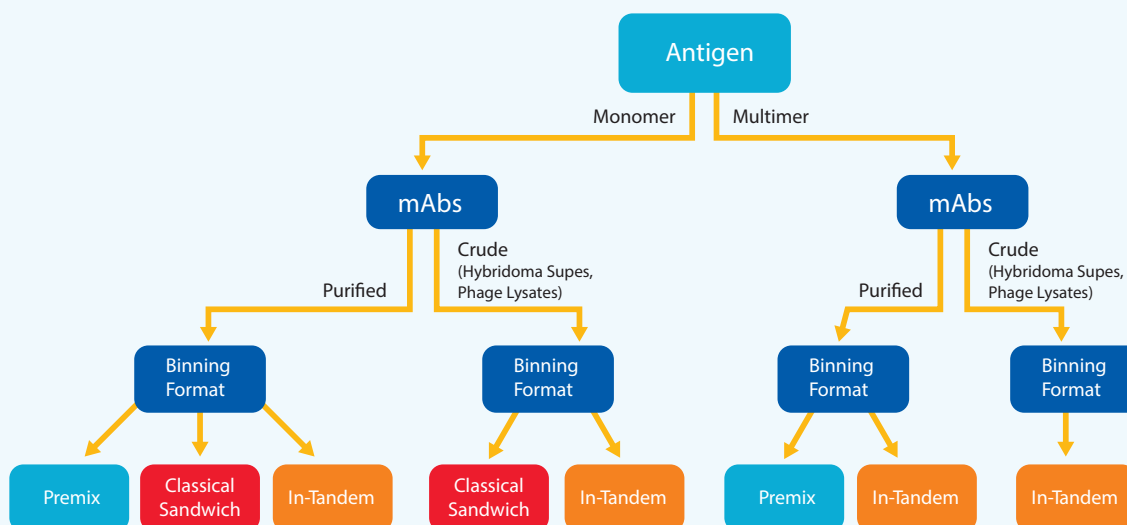 Antigen
Monomer
Multimer
mAbs
mAbs
Purified
Crude
(Hybridoma Supes,
Phage Lysates)
Purified
Crude
(Hybridoma Supes,
Phage Lysates)
Binning
Format
Binning
Format
Binning
Format
Binning
Format
Premix
Classical
Sandwich
In-Tandem
Classical
Sandwich
In-Tandem
Premix
In-Tandem
In-Tandem